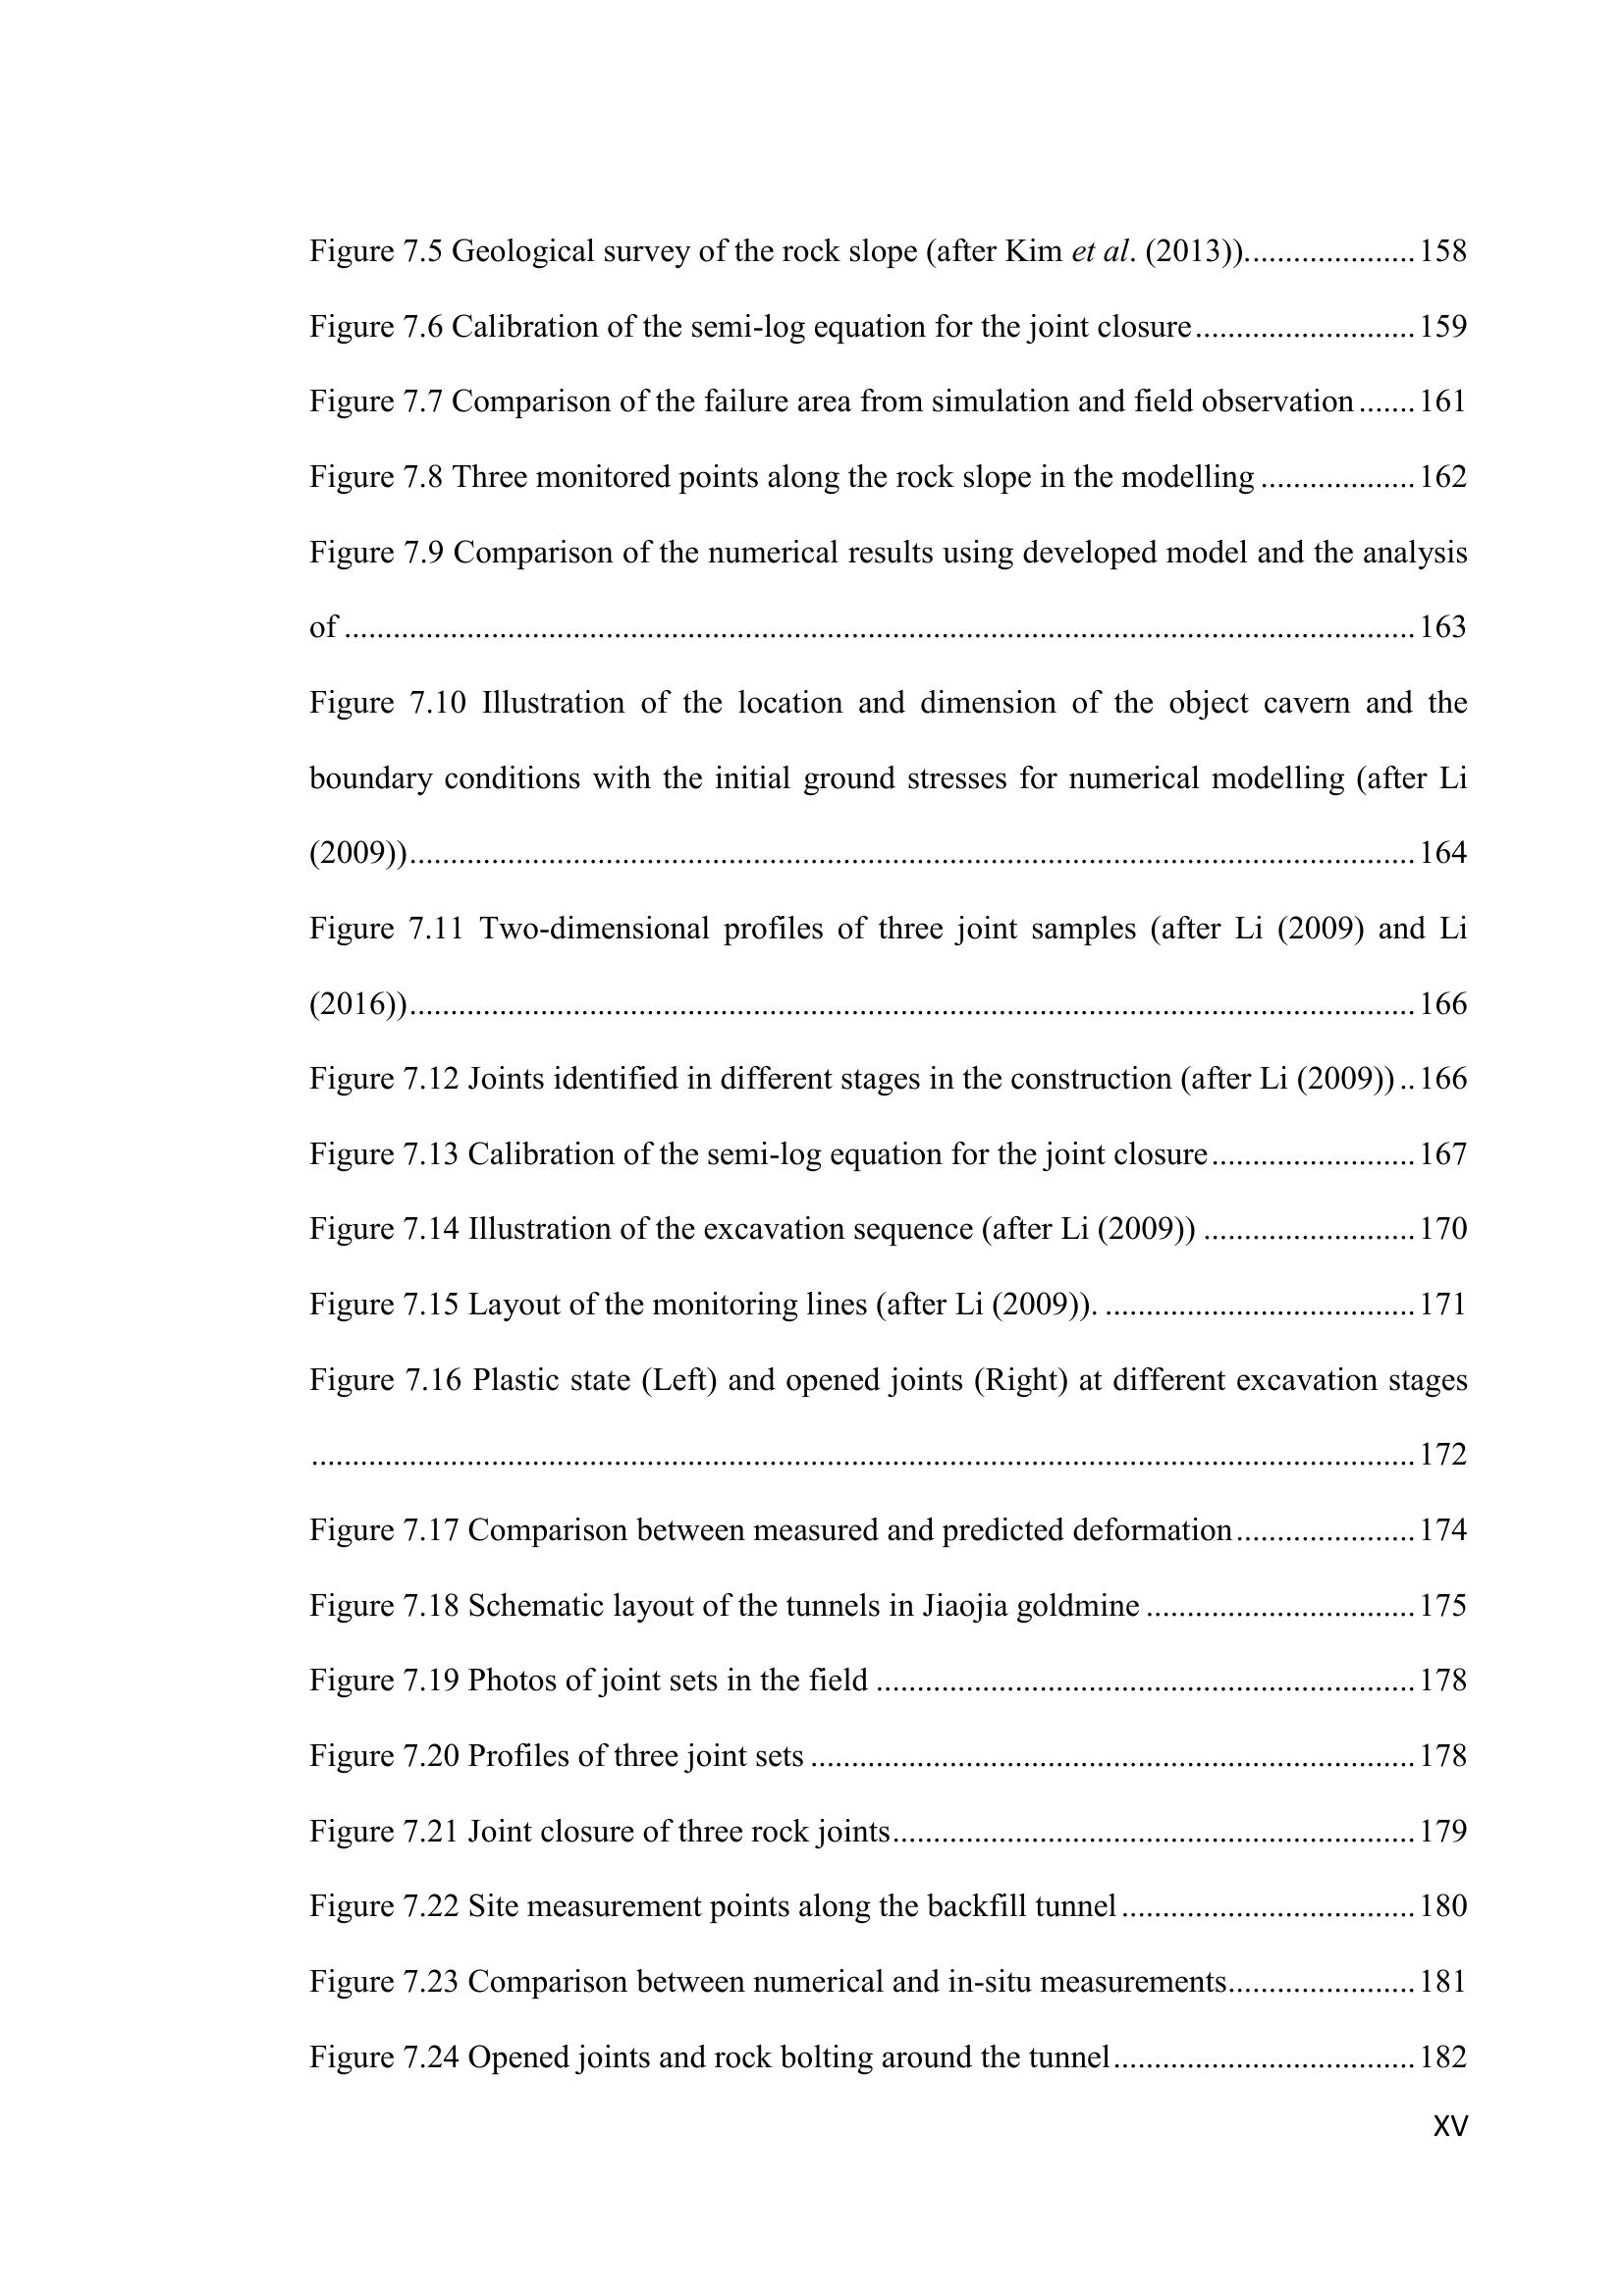 Figure 7.5 Geological survey of the rock slope (after Kim et al. (2013)).....................158
Figure 7.6 Calibration of the semi-log equation for the joint closure...........................159
Figure 7.7 Comparison of the failure area from simulation and field observation.......161
Figure 7.8 Three monitored points along the rock slope in the modelling...................162
Figure 7.9 Comparison of the numerical results using developed model and the analysis
of....................................................................................................................................163
Figure 7.10 Illustration of the location and dimension of the object cavern and the
boundary conditions with the initial ground stresses for numerical modelling (after Li
(2009))............................................................................................................................164
Figure 7.11 Two-dimensional profiles of three joint samples (after Li (2009) and Li
(2016))............................................................................................................................166
Figure 7.12 Joints identified in different stages in the construction (after Li (2009))..166
Figure 7.13 Calibration of the semi-log equation for the joint closure.........................167
Figure 7.14 Illustration of the excavation sequence (after Li (2009))..........................170
Figure 7.15 Layout of the monitoring lines (after Li (2009))........................................171
Figure 7.16 Plastic state (Left) and opened joints (Right) at different excavation stages
........................................................................................................................................172
Figure 7.17 Comparison between measured and predicted deformation......................174
Figure 7.18 Schematic layout of the tunnels in Jiaojia goldmine.................................175
Figure 7.19 Photos of joint sets in the field..................................................................178
Figure 7.20 Profiles of three joint sets..........................................................................178
Figure 7.21 Joint closure of three rock joints................................................................179
Figure 7.22 Site measurement points along the backfill tunnel....................................180
Figure 7.23 Comparison between numerical and in-situ measurements.......................181
Figure 7.24 Opened joints and rock bolting around the tunnel.....................................182
XV